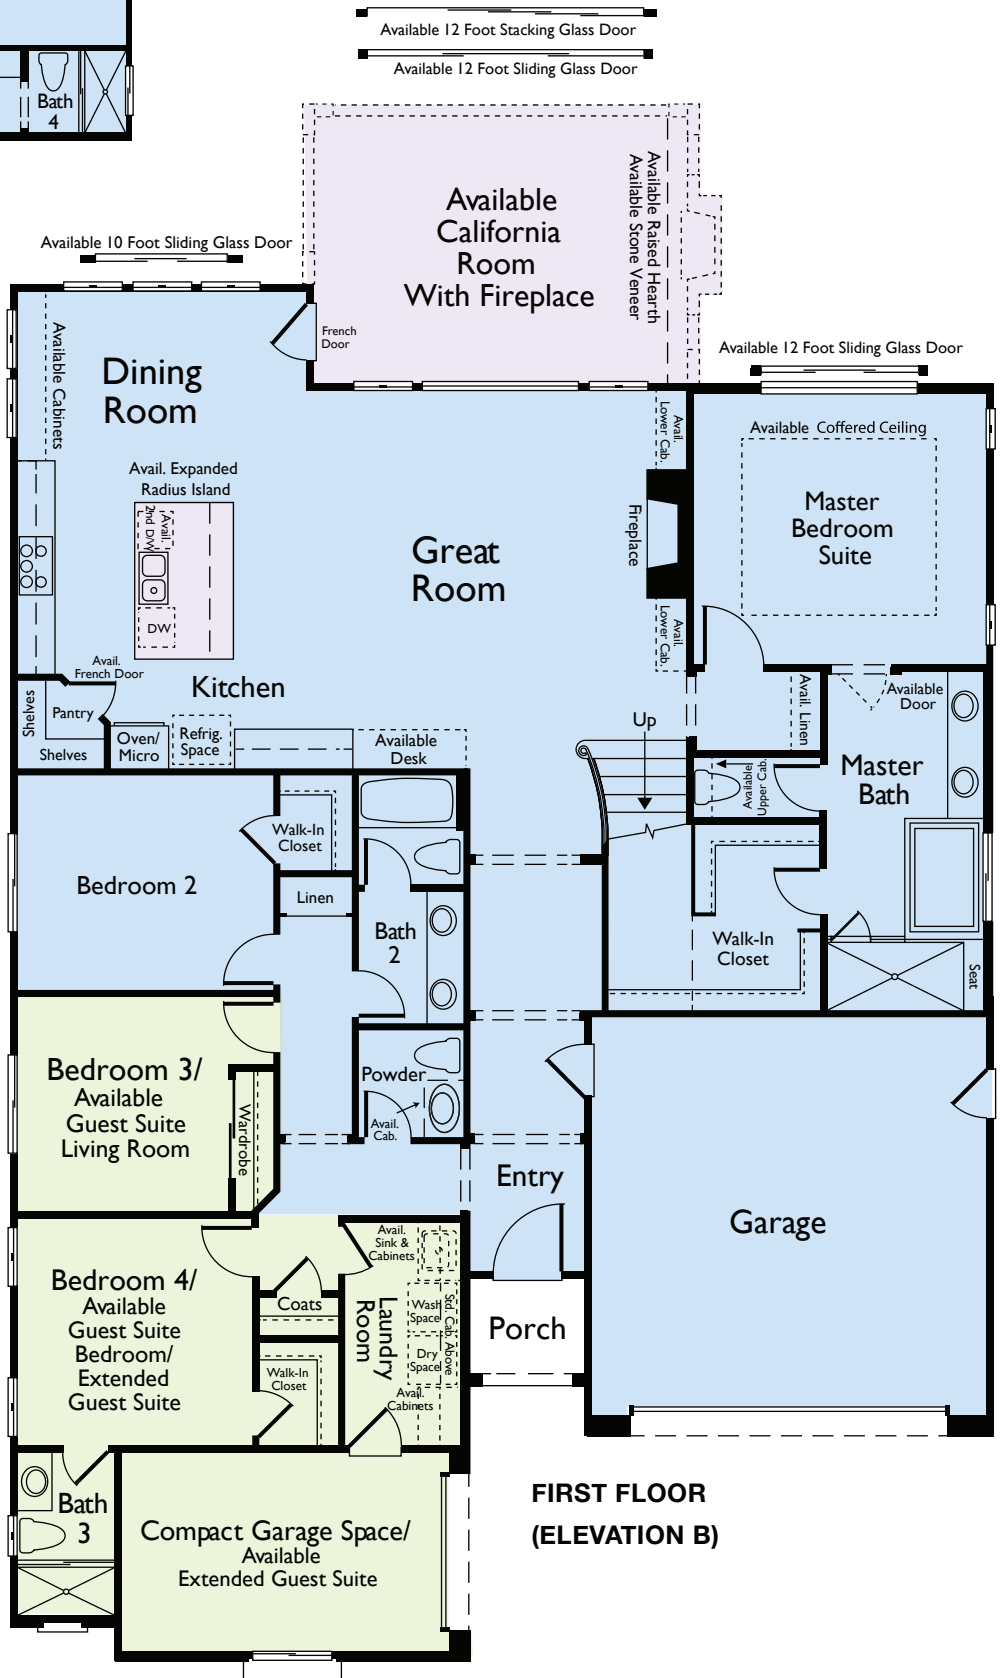 Available 12 Foot Stacking Glass Door
Available 12 Foot Sliding Glass Door
Bath
4
Available
California
Room
With Fireplace
Available Raised Hearth
Available Stone Veneer
Available 10 Foot Sliding Glass Door
French
Door
Available 12 Foot Sliding Glass Door
Available Cabinets
Dining
Room
Avail.
Lower Cab.
Available Coffered Ceiling
Master
Bedroom
Suite
Avail. Expanded
Radius Island
Avail.
2nd D/W
DW
Great
Room
Fireplace
Avail.
Lower Cab.
Avail.
French Door
Kitchen
Shelves
Pantry
Shelves
Oven/
Micro
Refrig.
Space
Available
Desk
Up
Avail. Linen
Available
Door
Available
Upper Cab.
Master
Bath
Walk-In
Closet
Bedroom 2
Linen
Bath
2
Walk-In
Closet
Seat
Bedroom 3/
Available
Guest Suite
Living Room
Wardrobe
Powder
Avail.
Cab.
Entry
Garage
Bedroom 4/
Available
Guest Suite
Bedroom/
Extended
Guest Suite
Coats
Walk-In
Closet
Avail.
Sink &
Cabinets
Laundry
Room
Wash
Space
Std. Cab. Above
Dry
Space
Avail.
Cabinets
Porch
Bath
3
Compact Garage Space/
Available
Extended Guest Suite
FIRST FLOOR
(ELEVATION B)